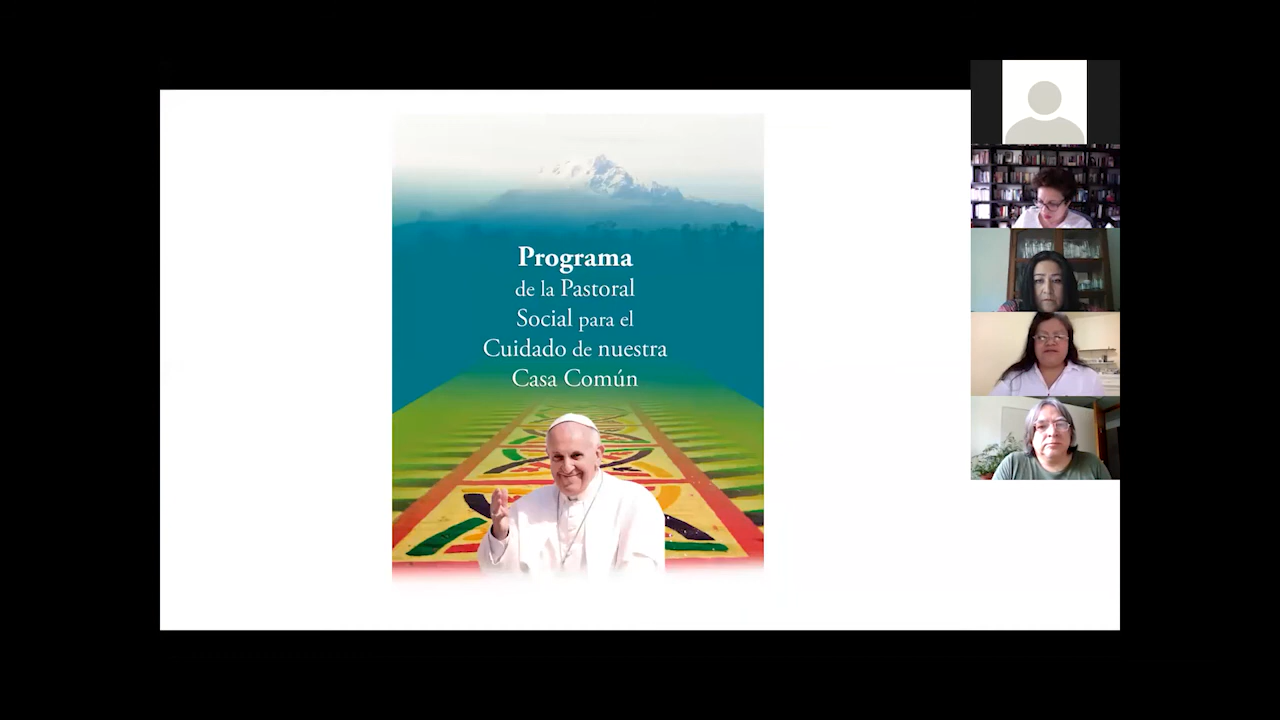 Programa
de la Pastoral
Social para el
Cuidado de nuestra
Casa Común